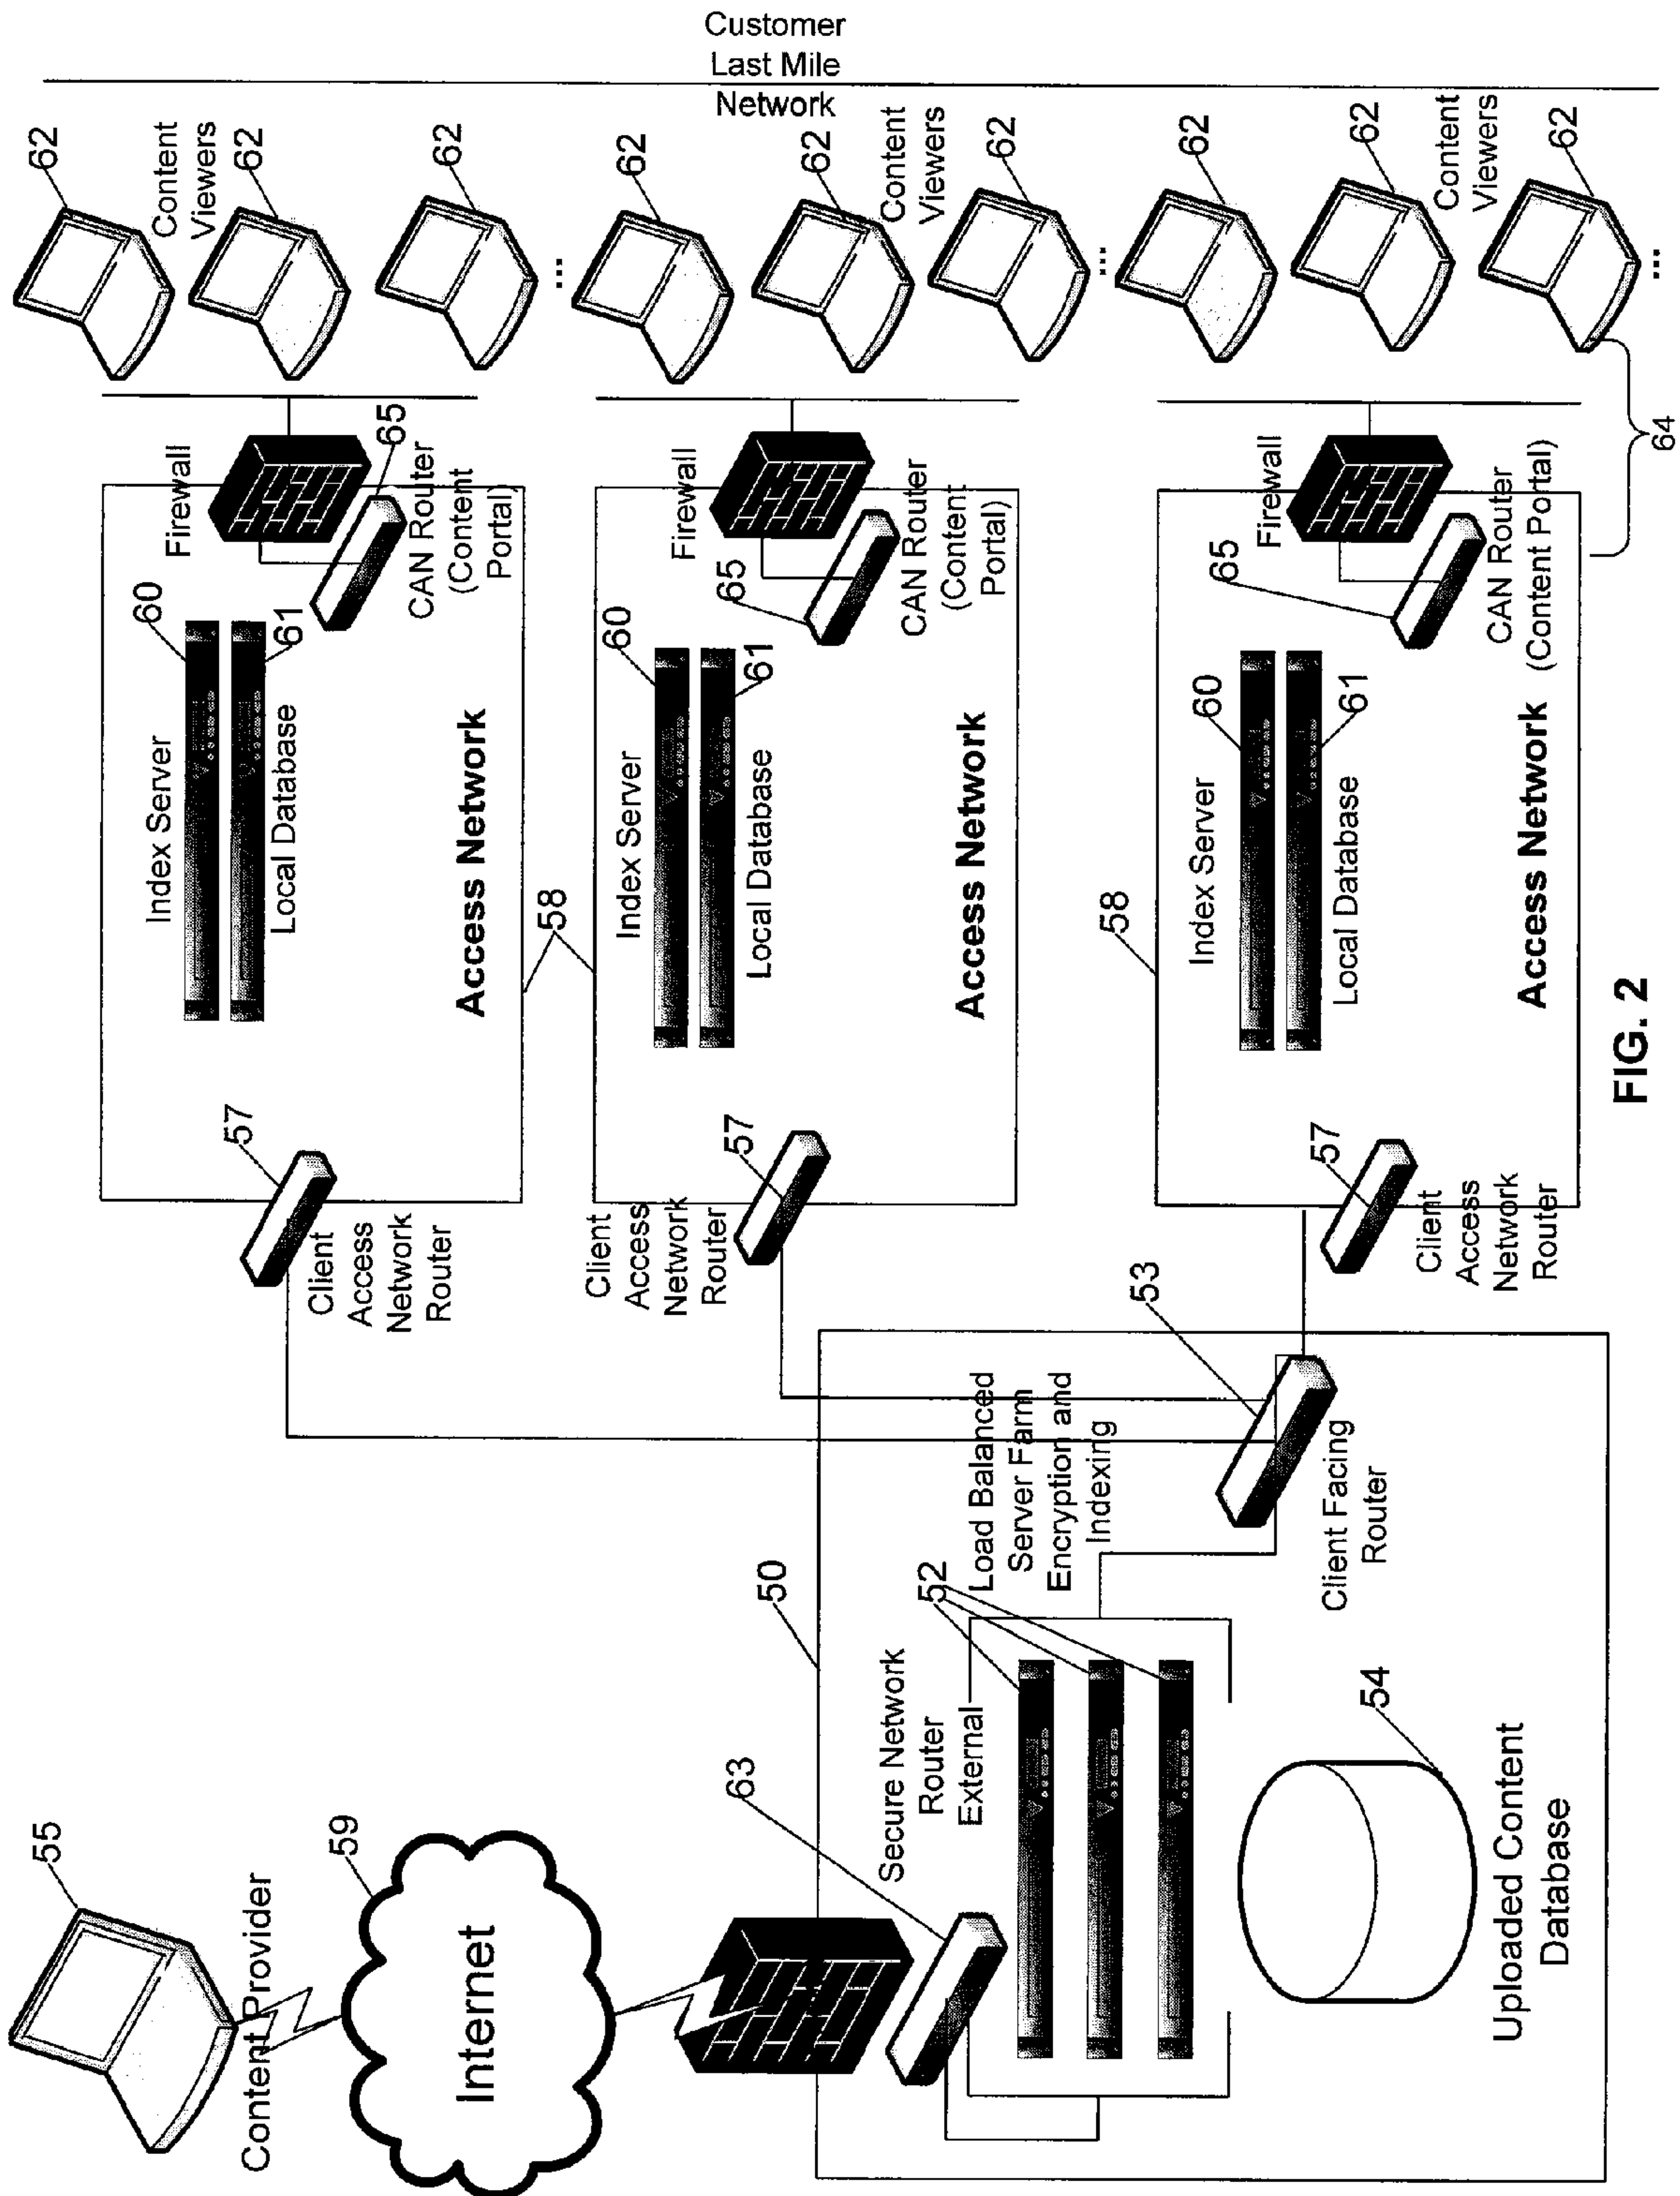 Customer
Last Mile
Network
62
Content
Viewers
62
62
...
62
62
Content
Viewers
62
...
62
62
Content
Viewers
62
...
64
Firewall
65
CAN Router
(Content
Portal)
60
61
Index Server
Local Database
Access Network
57
Client
Access
Network
Router
58
Firewall
65
CAN Router
(Content
Portal)
60
61
Index Server
Local Database
Access Network
57
Client
Access
Network
Router
58
Firewall
65
CAN Router
(Content Portal)
60
61
Index Server
Local Database
Access Network
57
Client
Access
Network
Router
55
Content Provider
59
Internet
50
63
Secure Network
Router
External
52
Load Balanced
Server Farm
Encryption and
Indexing
53
Client Facing
Router
54
Uploaded Content
Database
FIG. 2